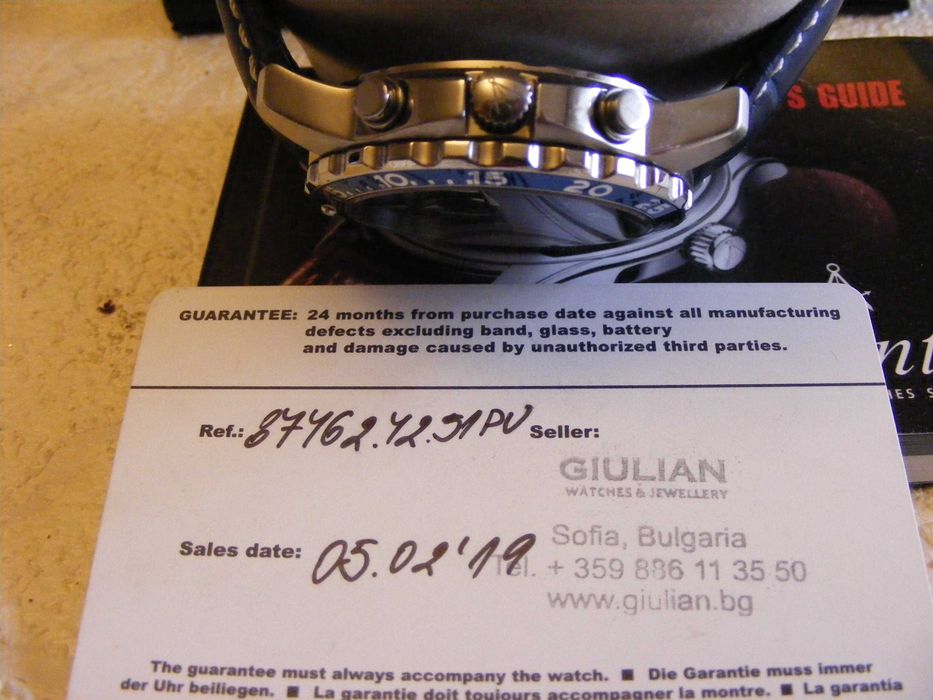 S GUIDE
10 15 20
GUARANTEE: 24 months from purchase date against all manufacturing
defects excluding band, glass, battery
and damage caused by unauthorized third parties.
Ref.: 87462.42.51PU Seller:
GIULIAN
WATCHES & JEWELLERY
Sales date: 05.02'19
Sofia, Bulgaria
Tel. + 359 886 11 35 50
www.giulian.bg
The guarantee must always accompany the watch. ■ Die Garantie muss immer
der Uhr beiliegen. ■ La garantie doit toujours accompagner la montre. ■ La garantia